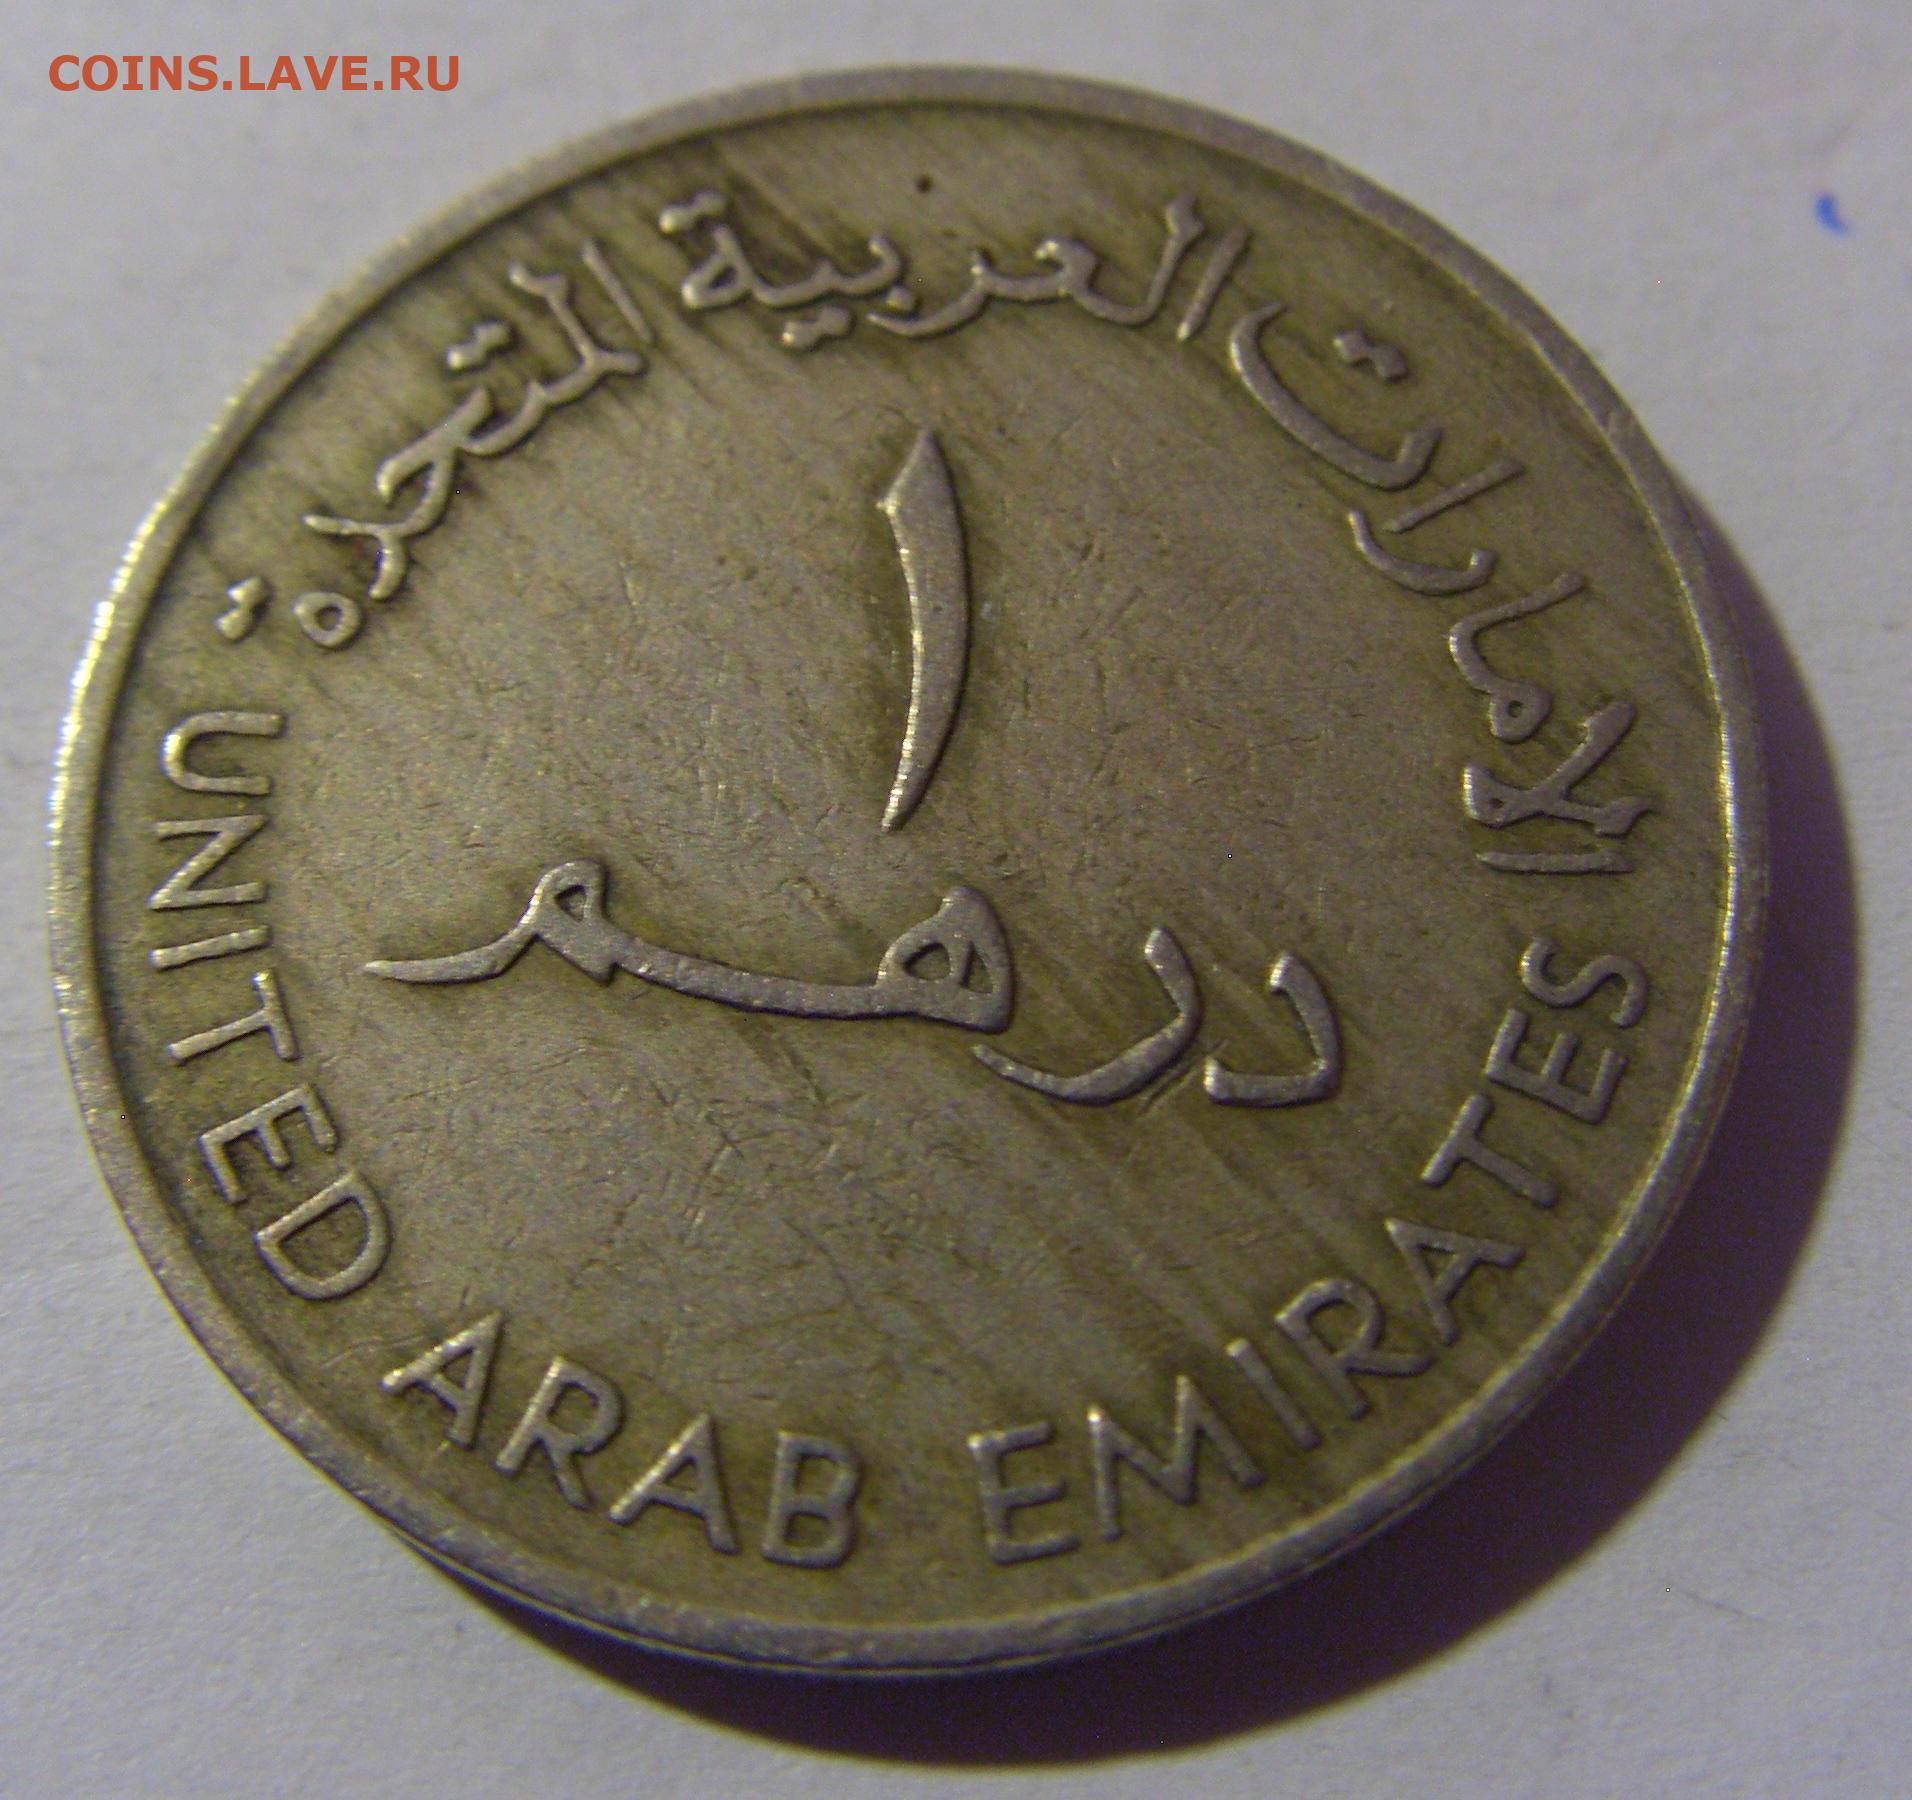 COINS.LAVE.RU
الإمارات العربية المتحدة
١
درهم
UNITED ARAB EMIRATES